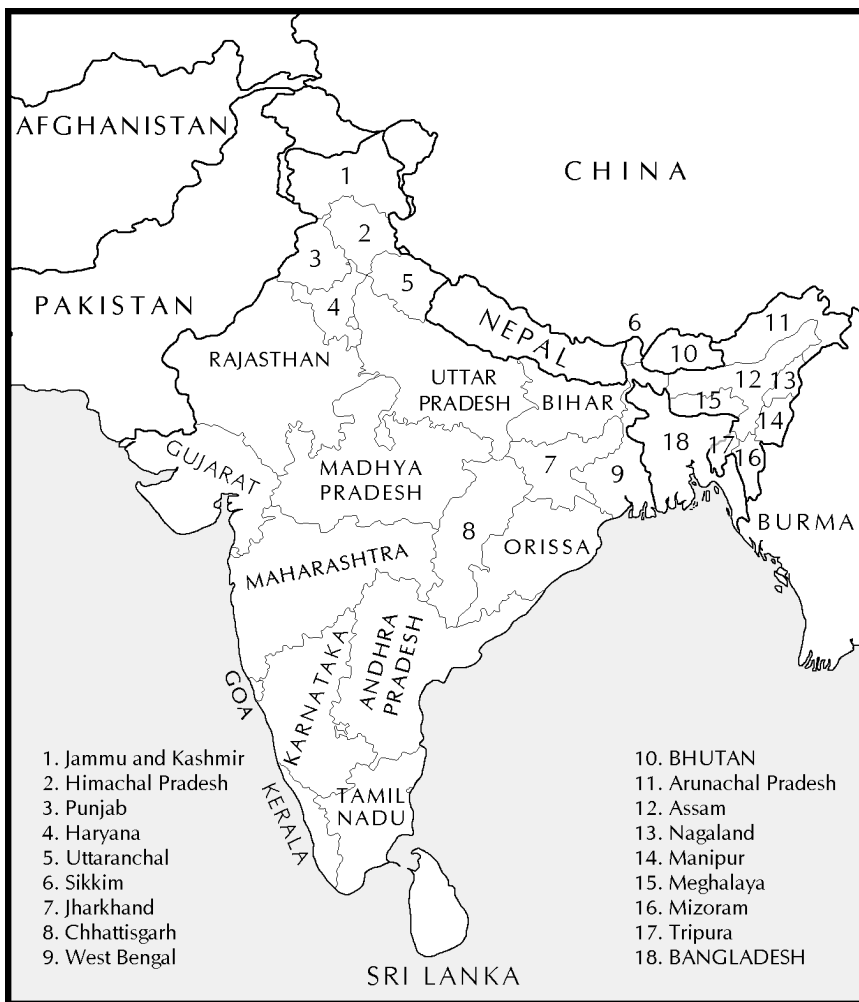 AFGHANISTAN
CHINA
1
2
3
5
4
PAKISTAN
NEPAL
6
11
10
RAJASTHAN
12
13
UTTAR
PRADESH
BIHAR
15
14
GUJARAT
MADHYA
PRADESH
7
9
18
17
16
BURMA
8
ORISSA
MAHARASHTRA
KARNATAKA
ANDHRA
PRADESH
GOA
KERALA
TAMIL
NADU
SRI LANKA
1. Jammu and Kashmir
2. Himachal Pradesh
3. Punjab
4. Haryana
5. Uttaranchal
6. Sikkim
7. Jharkhand
8. Chhattisgarh
9. West Bengal
10. BHUTAN
11. Arunachal Pradesh
12. Assam
13. Nagaland
14. Manipur
15. Meghalaya
16. Mizoram
17. Tripura
18. BANGLADESH